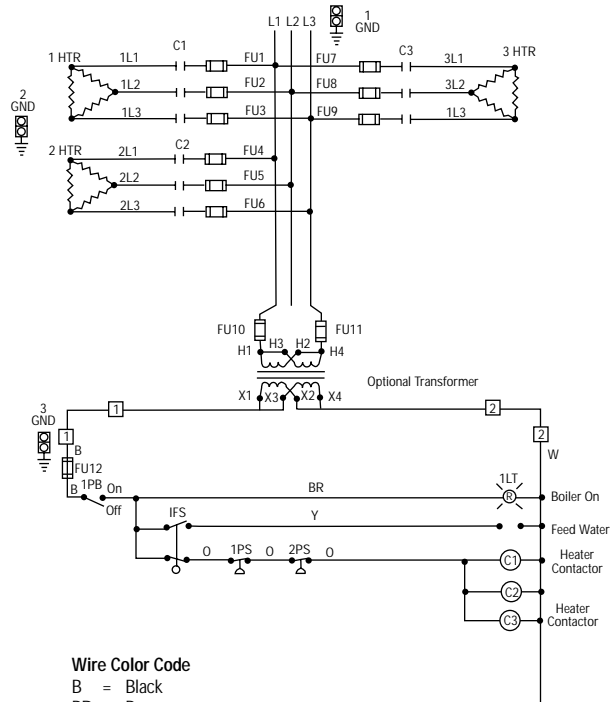 L1 L2 L3
1
GND
1 HTR
1L1
C1
FU1
FU7
C3
3L1
3 HTR
1L2
FU2
FU8
3L2
2
GND
1L3
FU3
FU9
1L3
2 HTR
2L1
C2
FU4
2L2
FU5
2L3
FU6
FU10
FU11
H1
H3
H2
H4
Optional Transformer
X1
X3
X2
X4
3
GND
1
2
1
2
B
W
FU12
B
1PB
On
Off
BR
1LT
R
Boiler On
IFS
Y
Feed Water
O
1PS
O
2PS
O
C1
Heater
Contactor
C2
C3
Heater
Contactor
Wire Color Code
B = Black